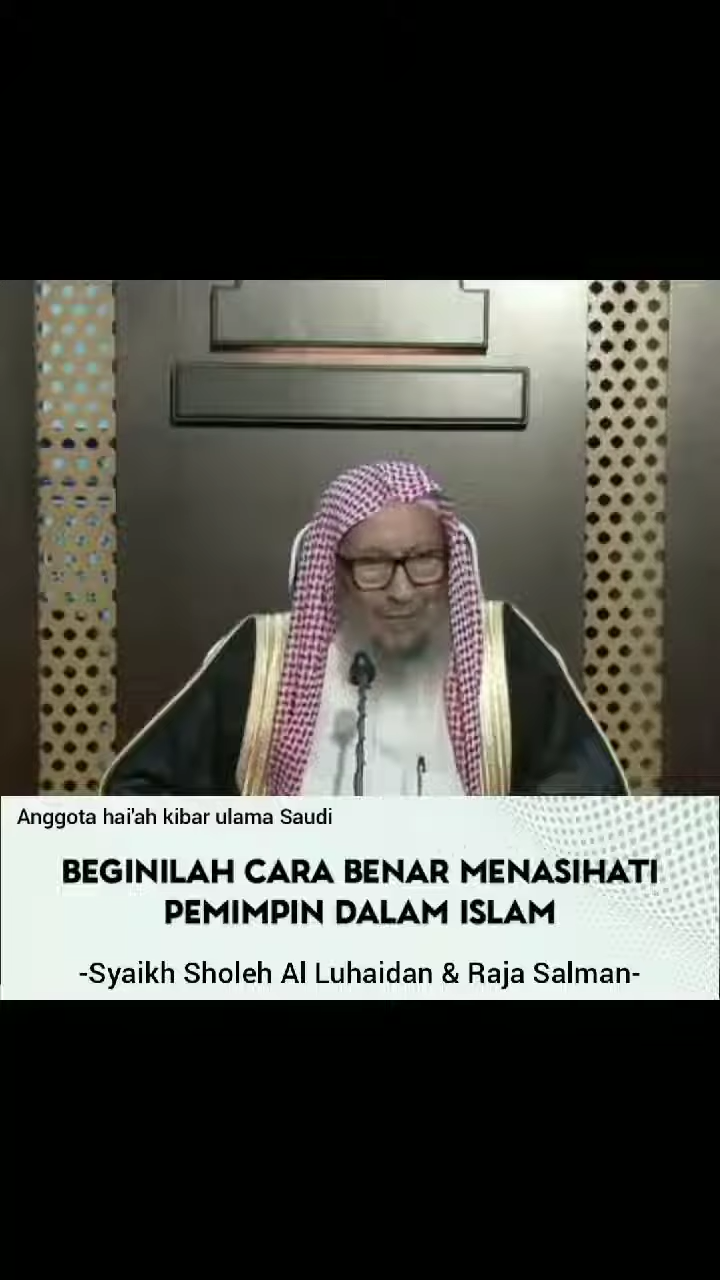 Anggota hai'ah kibar ulama Saudi
BEGINILAH CARA BENAR MENASIHATI
PEMIMPIN DALAM ISLAM
-Syaikh Sholeh Al Luhaidan & Raja Salman-